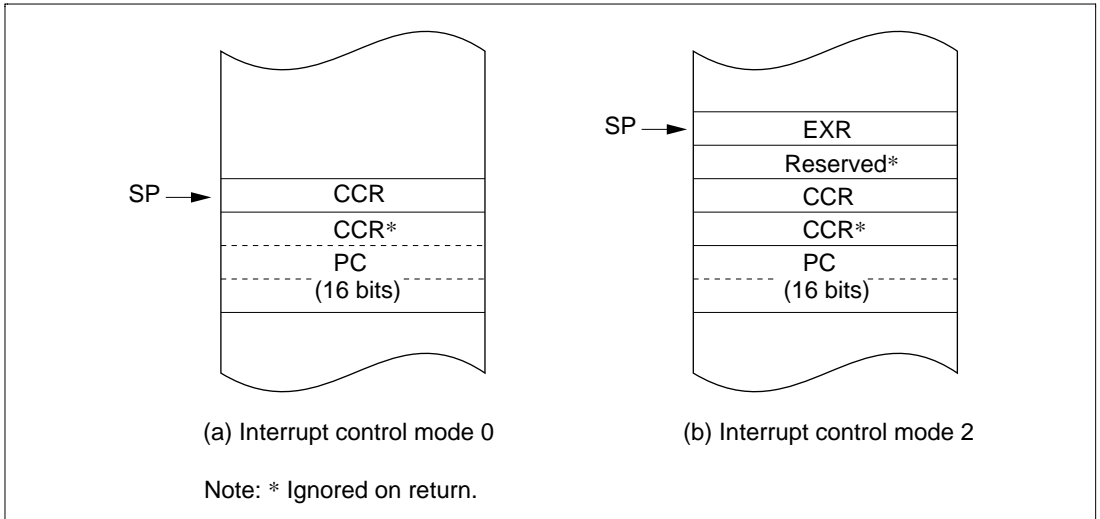 SP
CCR
CCR*
PC
(16 bits)
(a) Interrupt control mode 0
SP
EXR
Reserved*
CCR
CCR*
PC
(16 bits)
(b) Interrupt control mode 2
Note: * Ignored on return.